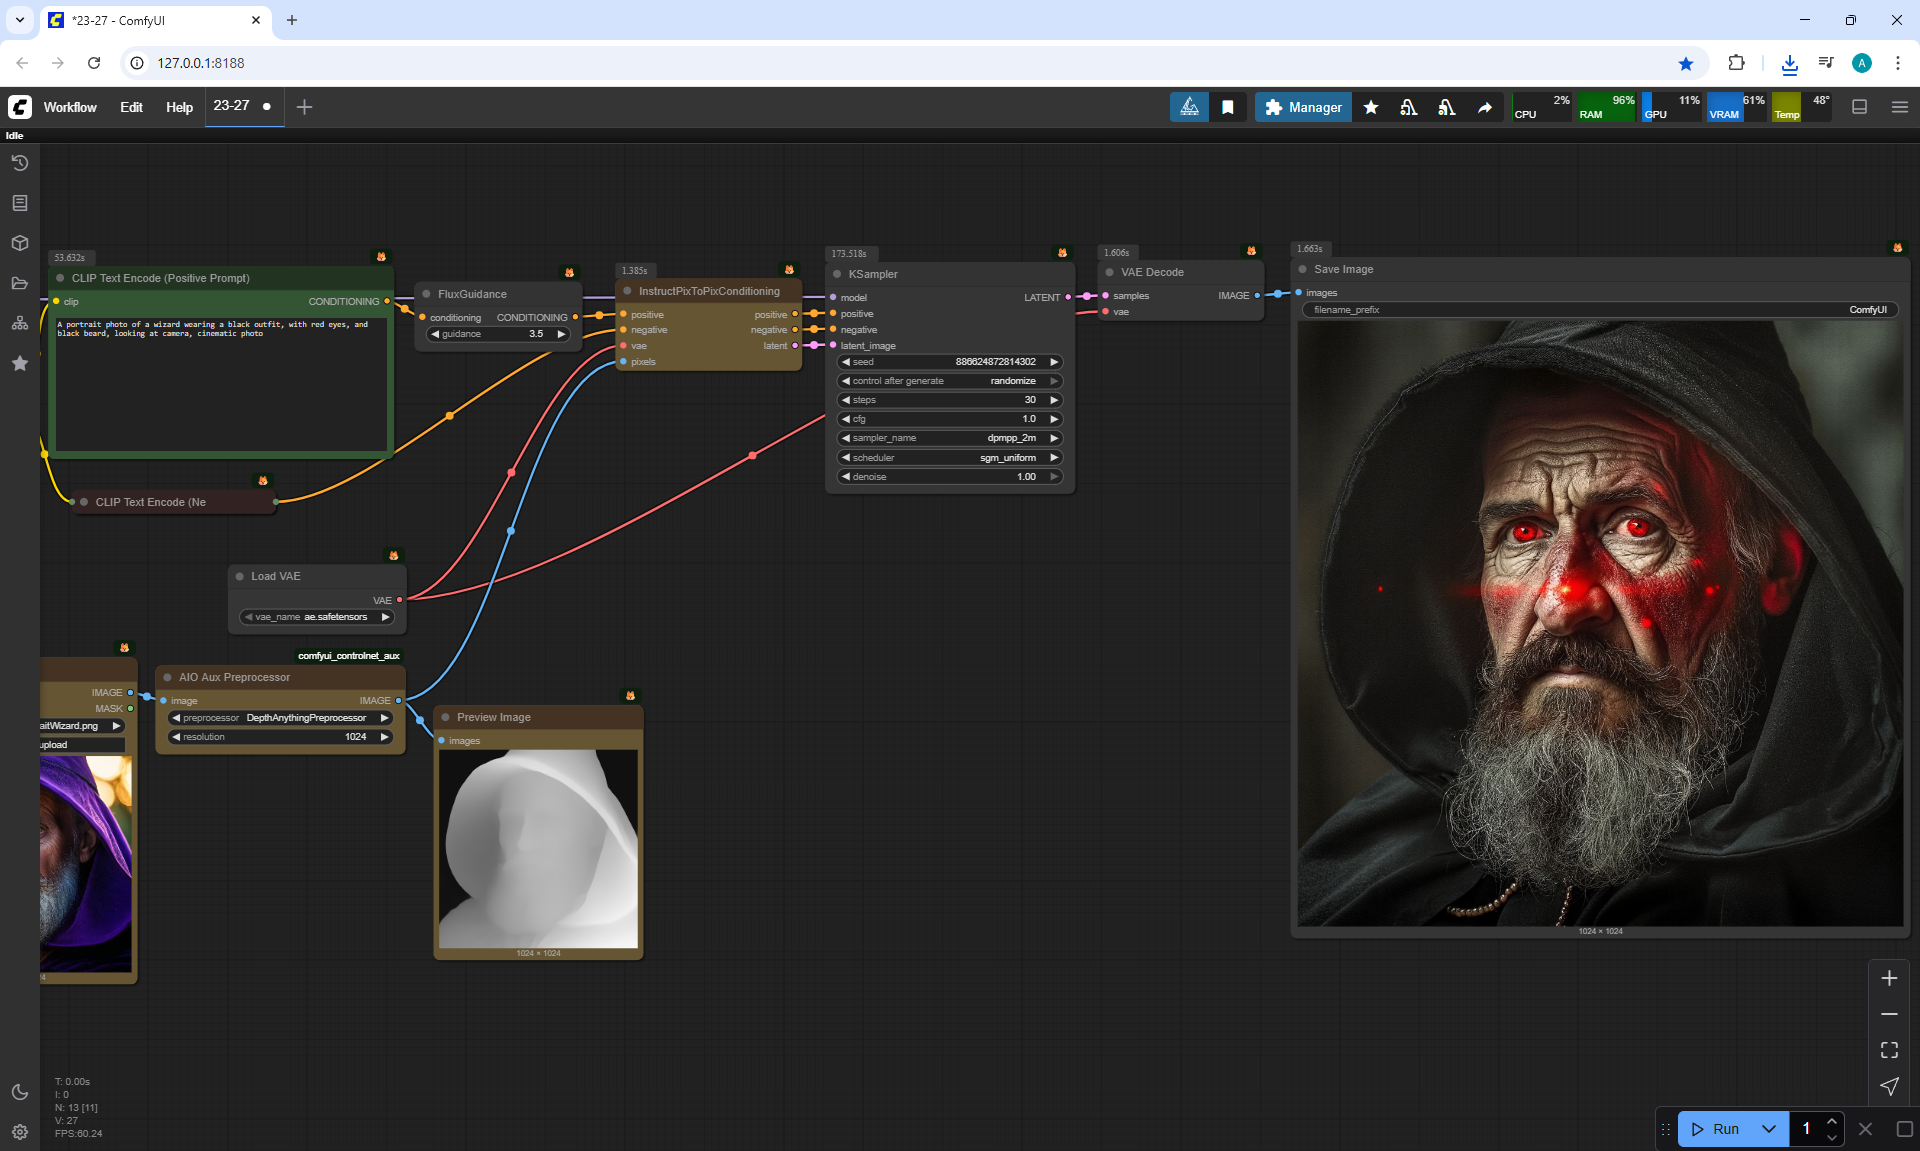 *23-27 - ComfyUI
127.0.0.1:8188
A
Workflow Edit Help 23-27
Manager
CPU 2%
RAM 96%
GPU 11%
VRAM 61%
Temp 48°
Idle
53.632s
CLIP Text Encode (Positive Prompt)
clip CONDITIONING
A portrait photo of a wizard wearing a black outfit, with red eyes, and
black beard, looking at camera, cinematic photo
FluxGuidance
conditioning CONDITIONING
guidance 3.5
1.385s
InstructPixToPixConditioning
positive positive
negative negative
vae latent
pixels
173.518s
KSampler
model LATENT
positive
negative
latent_image
seed 886624872814302
control after generate randomize
steps 30
cfg 1.0
sampler_name dpmpp_2m
scheduler sgm_uniform
denoise 1.00
1.606s
VAE Decode
samples IMAGE
vae
1.663s
Save Image
images
filename_prefix ComfyUI
1024 × 1024
CLIP Text Encode (Ne
Load VAE
VAE
vae_name ae.safetensors
comfyui_controlnet_aux
IMAGE
MASK
aitWizard.png
upload
AIO Aux Preprocessor
image IMAGE
preprocessor DepthAnythingPreprocessor
resolution 1024
Preview Image
images
1024 × 1024
T: 0.00s
I: 0
N: 13 [11]
V: 27
FPS:60.24
Run 1